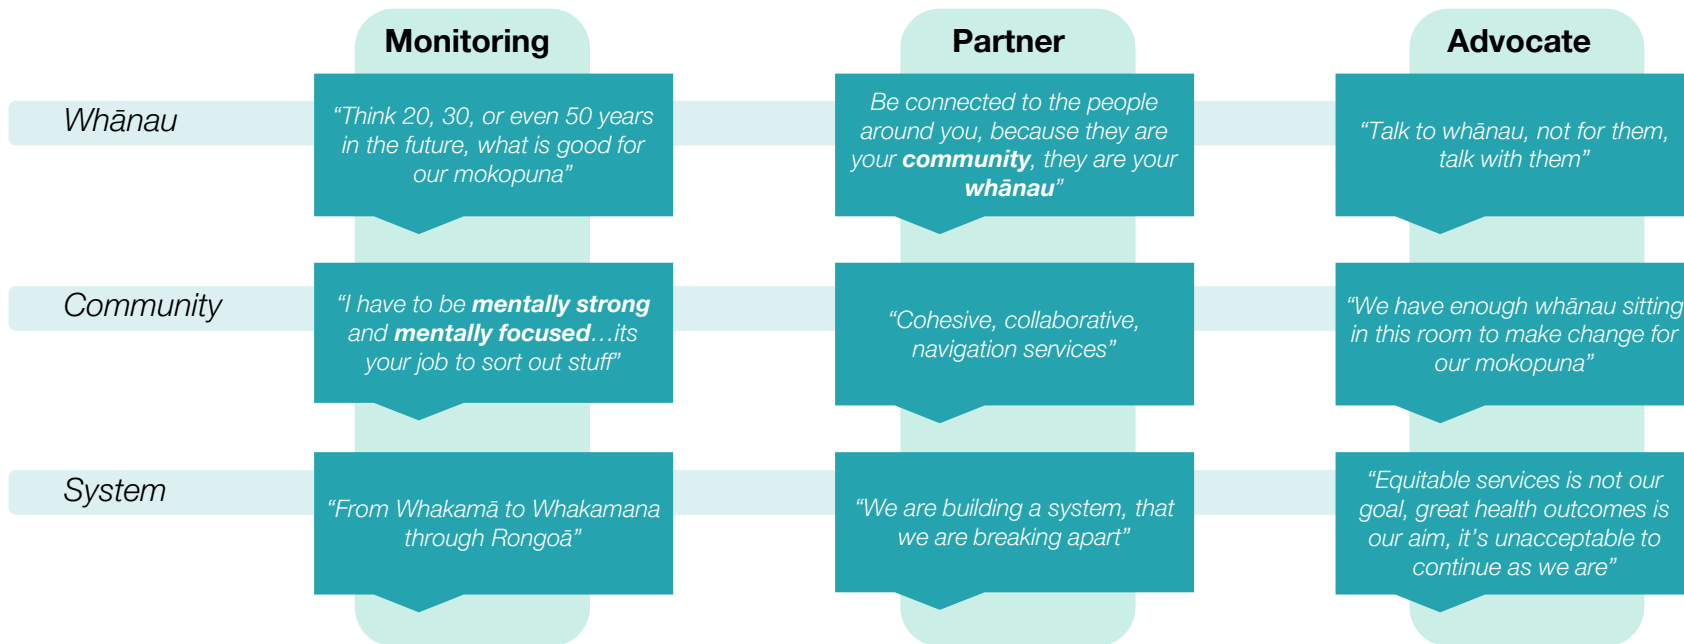 Monitoring
Partner
Advocate
Whānau
“Think 20, 30, or even 50 years
in the future, what is good for
our mokopuna”
Be connected to the people
around you, because they are
your community, they are your
whānau”
“Talk to whānau, not for them,
talk with them”
Community
“I have to be mentally strong
and mentally focused…its
your job to sort out stuff”
“Cohesive, collaborative,
navigation services”
“We have enough whānau sitting
in this room to make change for
our mokopuna”
System
“From Whakamā to Whakamana
through Rongoā”
“We are building a system, that
we are breaking apart”
“Equitable services is not our
goal, great health outcomes is
our aim, it’s unacceptable to
continue as we are”